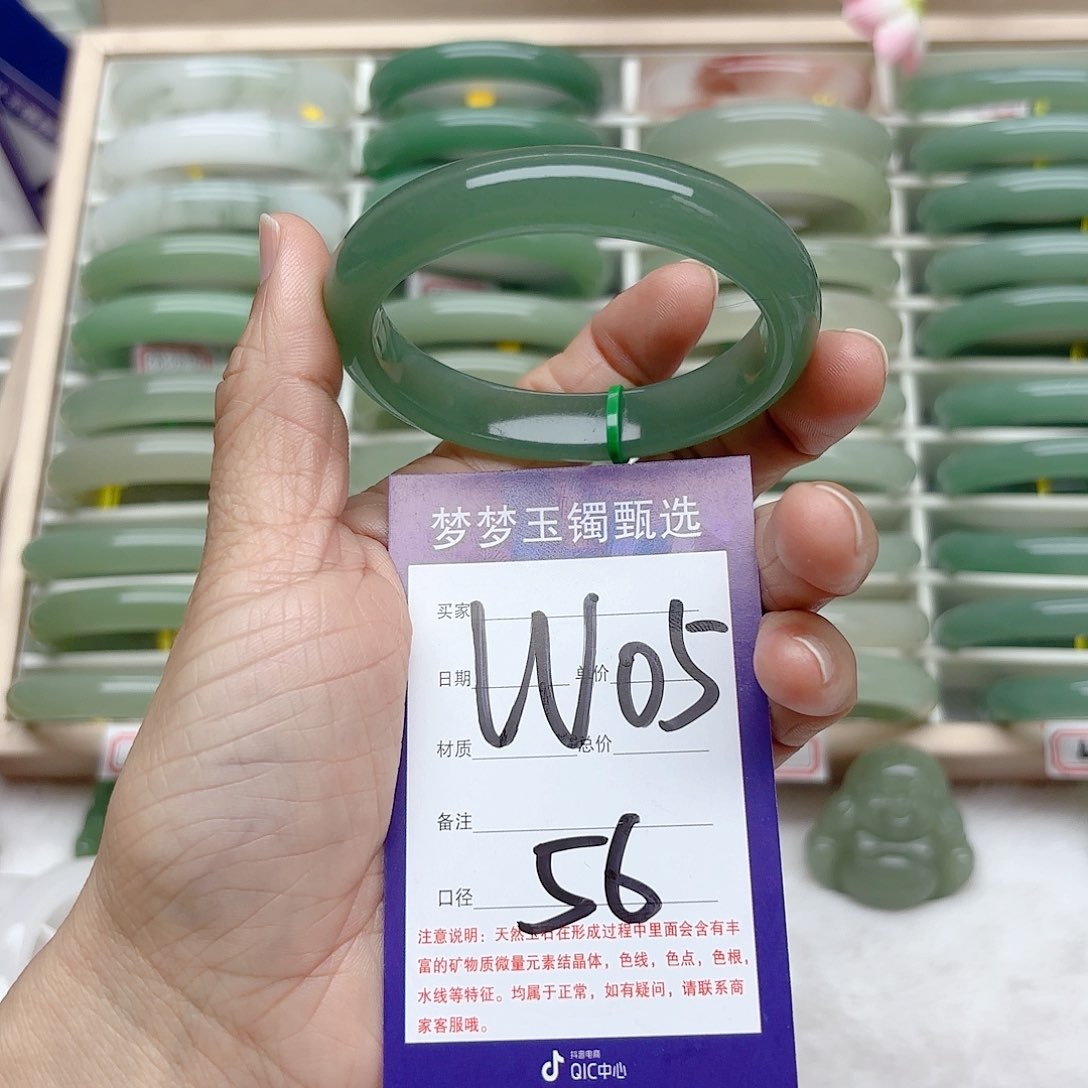 梦梦玉镯甄选
买家
W05
日期 单价
材质 总价
备注
56
口径
注意说明：天然玉石在形成过程中里面会含有丰
富的矿物质微量元素结晶体，色线，色点，色根，
水线等特征。均属于正常，如有疑问，请联系商
家客服哦。
抖音电商
QIC中心